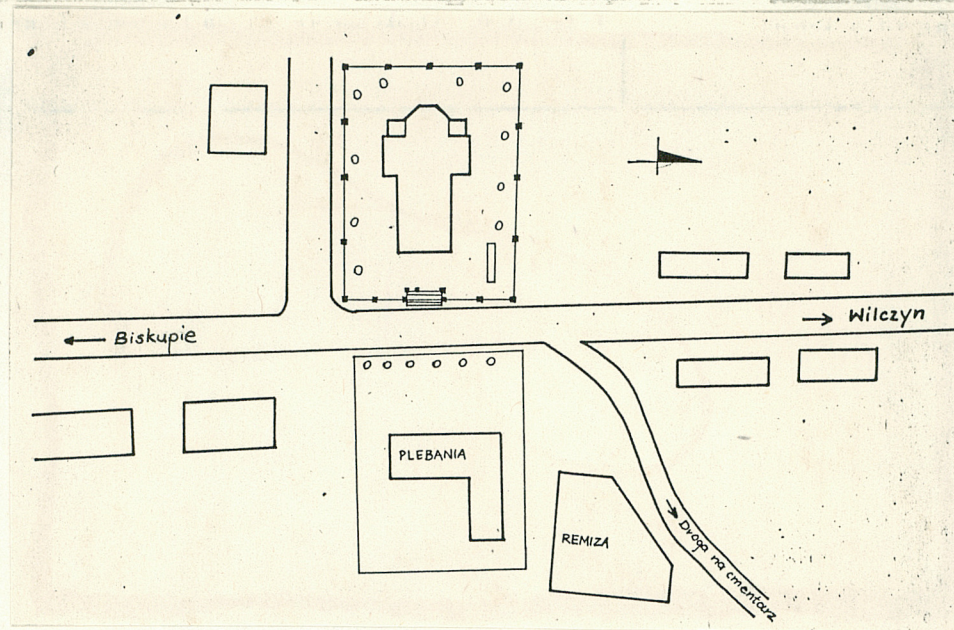 Biskupie
Wilczyn
PLEBANIA
REMIZA
Droga na cmentarz